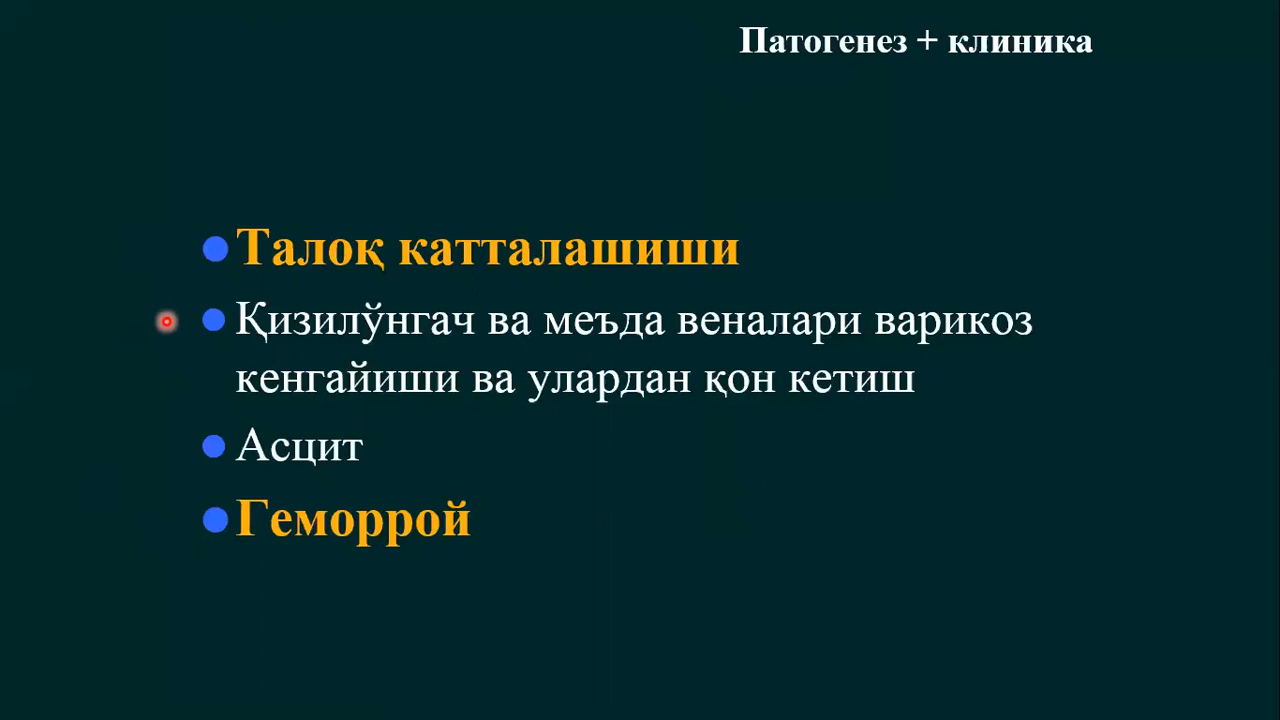 Патогенез + клиника
Талоқ катталашиши
Қизилўнгач ва меъда веналари варикоз
кенгайиши ва улардан қон кетиш
Асцит
Геморрой